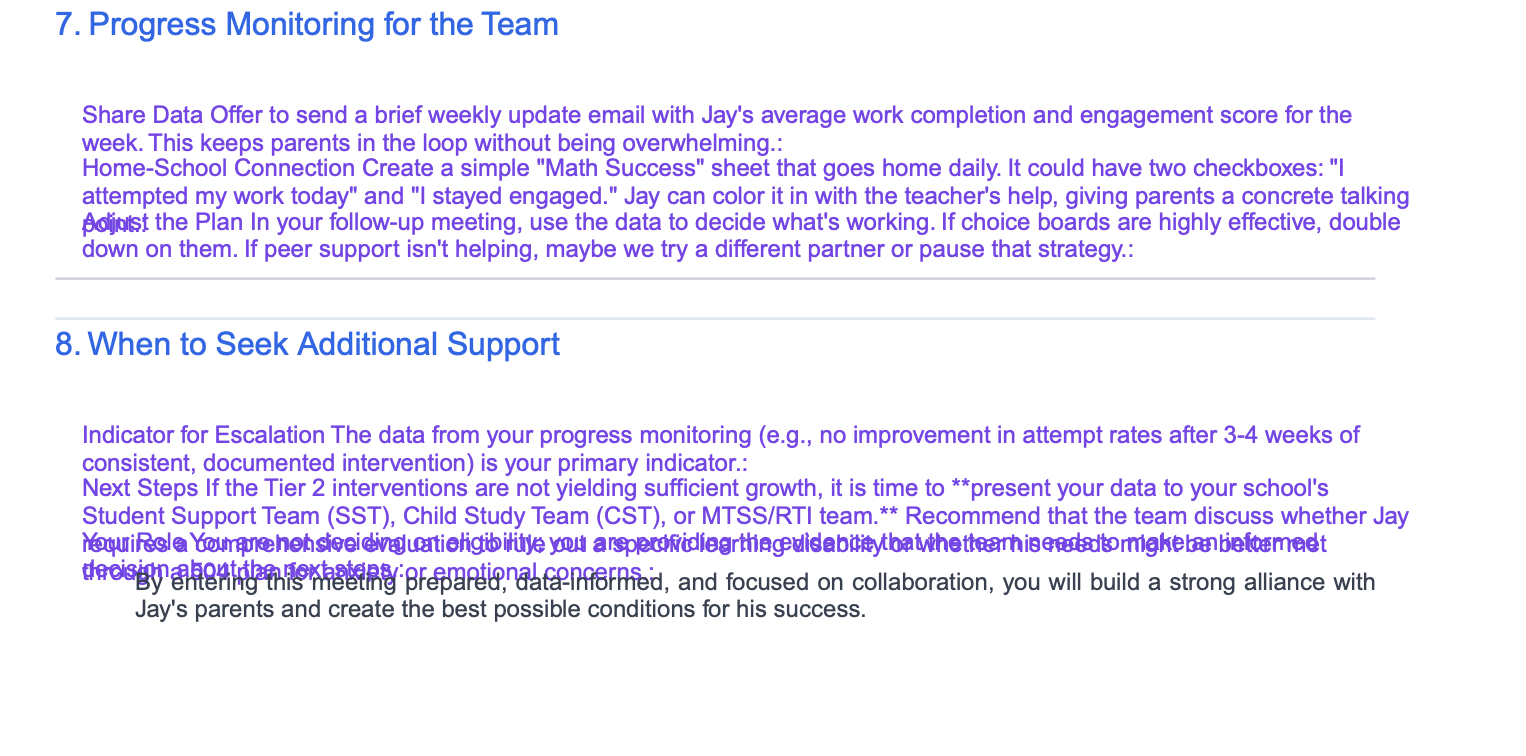 7. Progress Monitoring for the Team
Share Data Offer to send a brief weekly update email with Jay's average work completion and engagement score for the
week. This keeps parents in the loop without being overwhelming.:
Home-School Connection Create a simple "Math Success" sheet that goes home daily. It could have two checkboxes: "I
attempted my work today" and "I stayed engaged." Jay can color it in with the teacher's help, giving parents a concrete talking
point.:
Adjust the Plan In your follow-up meeting, use the data to decide what's working. If choice boards are highly effective, double
down on them. If peer support isn't helping, maybe we try a different partner or pause that strategy.:
8. When to Seek Additional Support
Indicator for Escalation The data from your progress monitoring (e.g., no improvement in attempt rates after 3-4 weeks of
consistent, documented intervention) is your primary indicator.:
Next Steps If the Tier 2 interventions are not yielding sufficient growth, it is time to **present your data to your school's
Student Support Team (SST), Child Study Team (CST), or MTSS/RTI team.** Recommend that the team discuss whether Jay
requires a comprehensive evaluation to rule out a specific learning disability or whether his needs might be better met
through a 504 plan for anxiety or emotional concerns.:
Your Role You are not deciding on eligibility; you are providing the evidence that the team needs to make an informed
decision about the next steps.:
By entering this meeting prepared, data-informed, and focused on collaboration, you will build a strong alliance with
Jay's parents and create the best possible conditions for his success.